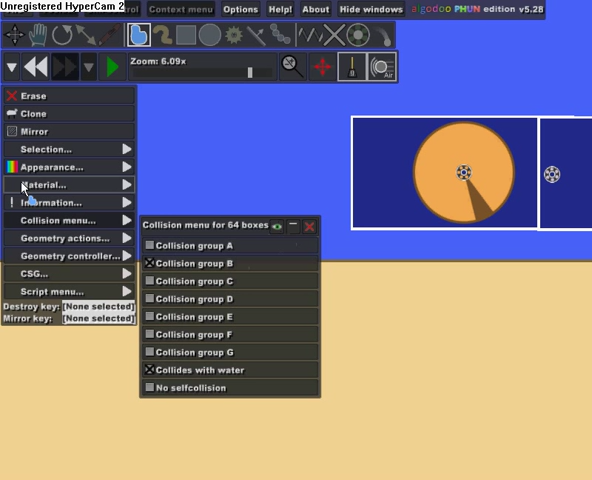 Unregistered HyperCam 2
Context menu Options Help! About Hide windows algodoo PHUN edition v5.28
Zoom: 6.09x
Air
Erase
Clone
Mirror
Selection...
Appearance...
Material...
Information...
Collision menu...
Geometry actions...
Geometry controller...
CSG...
Script menu...
Destroy key: [None selected]
Mirror key: [None selected]
Collision menu for 64 boxes
Collision group A
Collision group B
Collision group C
Collision group D
Collision group E
Collision group F
Collision group G
Collides with water
No selfcollision